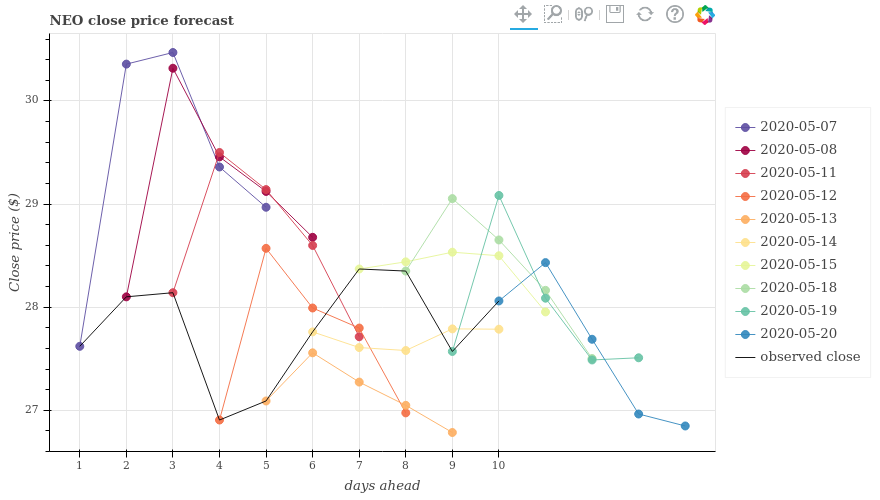 NEO close price forecast
30
29
28
27
Close price ($)
1 2 3 4 5 6 7 8 9 10
days ahead
2020-05-07
2020-05-08
2020-05-11
2020-05-12
2020-05-13
2020-05-14
2020-05-15
2020-05-18
2020-05-19
2020-05-20
observed close